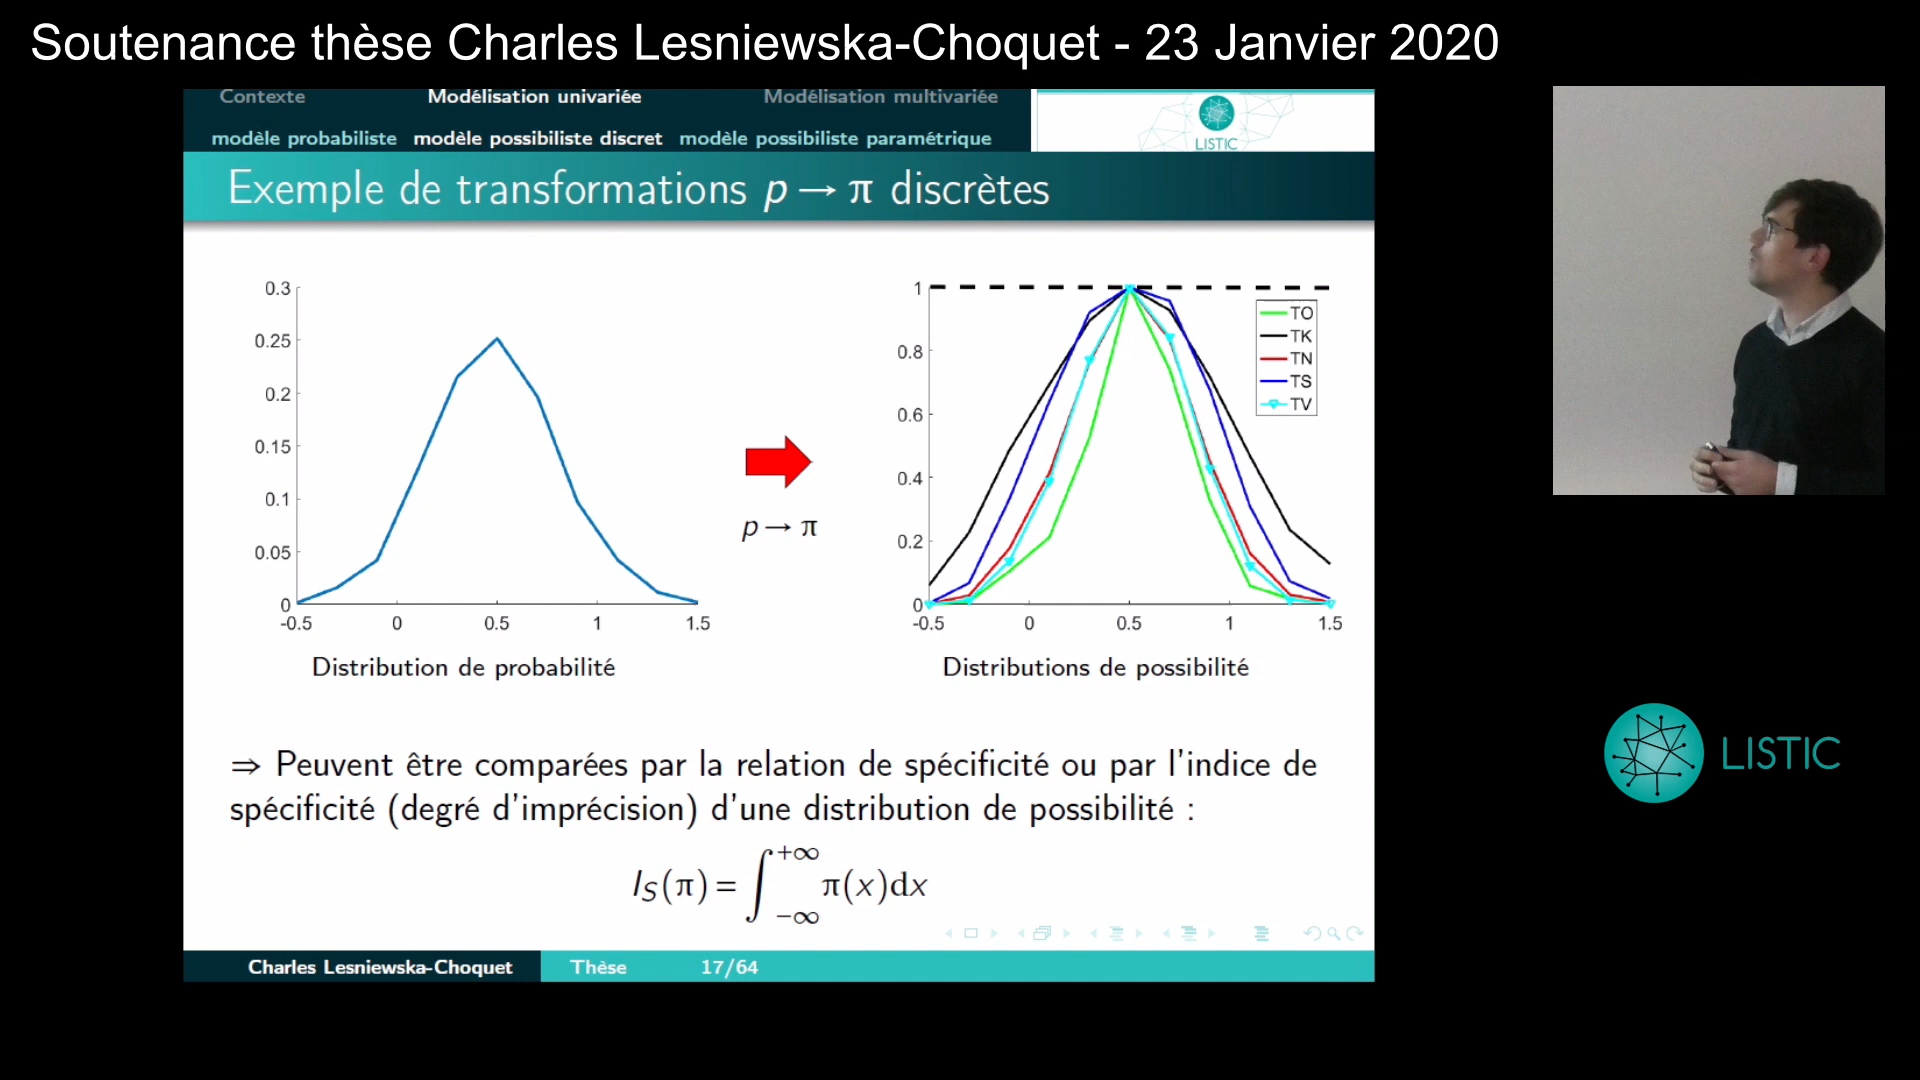 Soutenance thèse Charles Lesniewska-Choquet - 23 Janvier 2020
Contexte Modélisation univariée Modélisation multivariée
modèle probabiliste modèle possibiliste discret modèle possibiliste paramétrique
LISTIC
Exemple de transformations p → π discrètes
0.3
0.25
0.2
0.15
0.1
0.05
0
-0.5 0 0.5 1 1.5
Distribution de probabilité
p → π
1
0.8
0.6
0.4
0.2
0
-0.5 0 0.5 1 1.5
TO
TK
TN
TS
TV
Distributions de possibilité
⇒ Peuvent être comparées par la relation de spécificité ou par l'indice de
spécificité (degré d'imprécision) d'une distribution de possibilité :
I_S(π) = ∫_{-∞}^{+∞} π(x)dx
Charles Lesniewska-Choquet Thèse 17/64
LISTIC